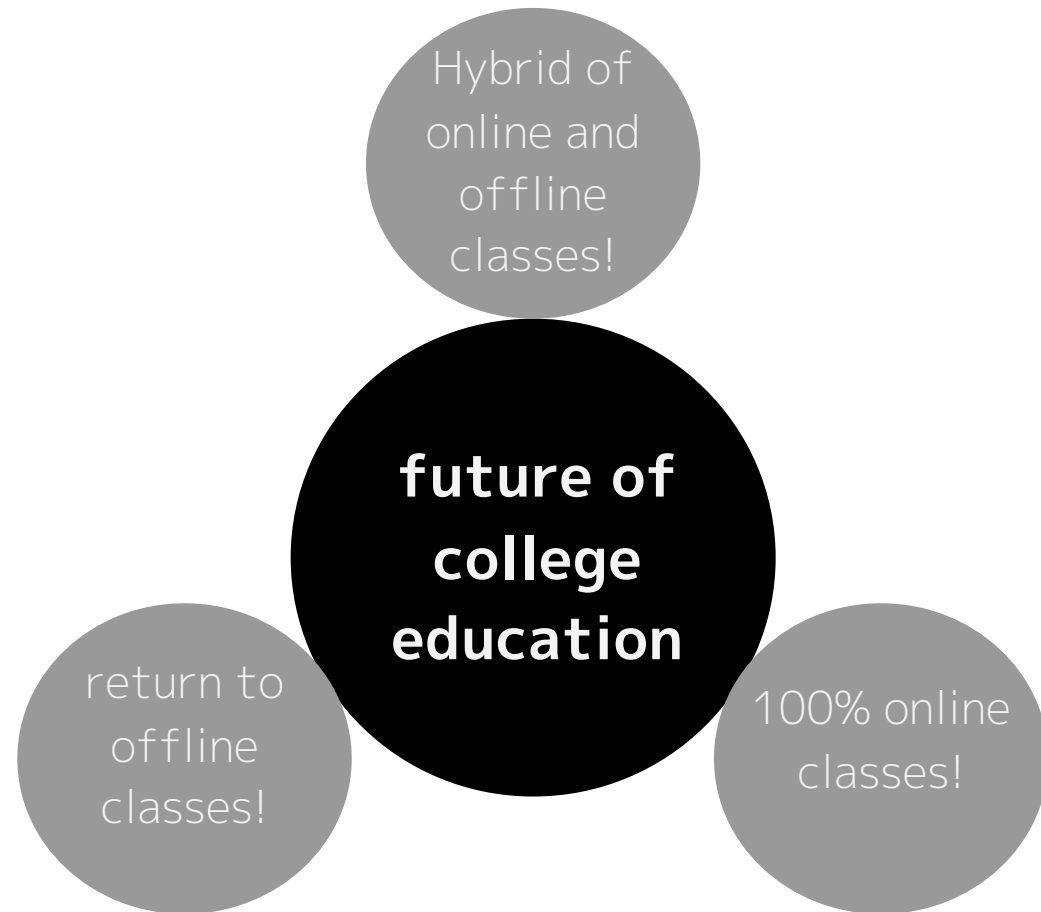 Hybrid of
online and
offline
classes!
future of
college
education
return to
offline
classes!
100% online
classes!